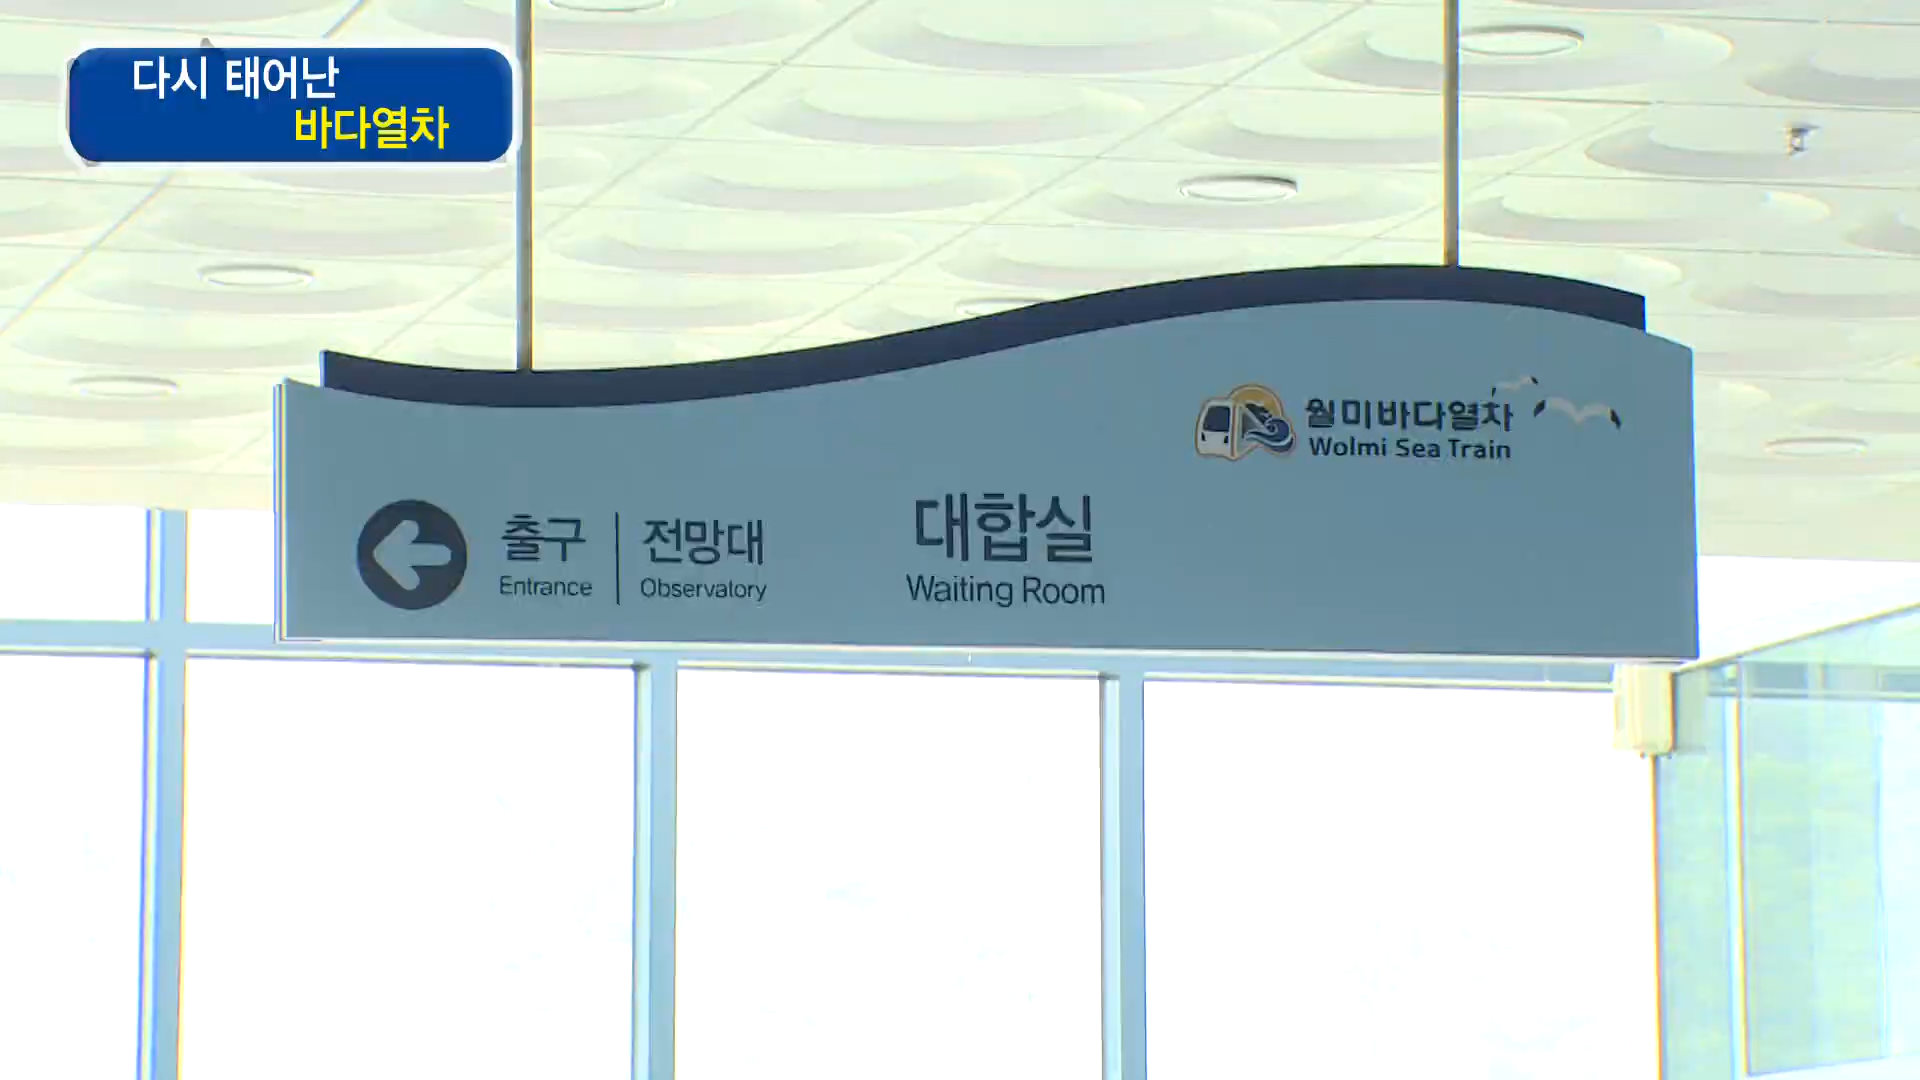 다시 태어난
바다열차
월미바다열차
Wolmi Sea Train
출구
Entrance
전망대
Observatory
대합실
Waiting Room